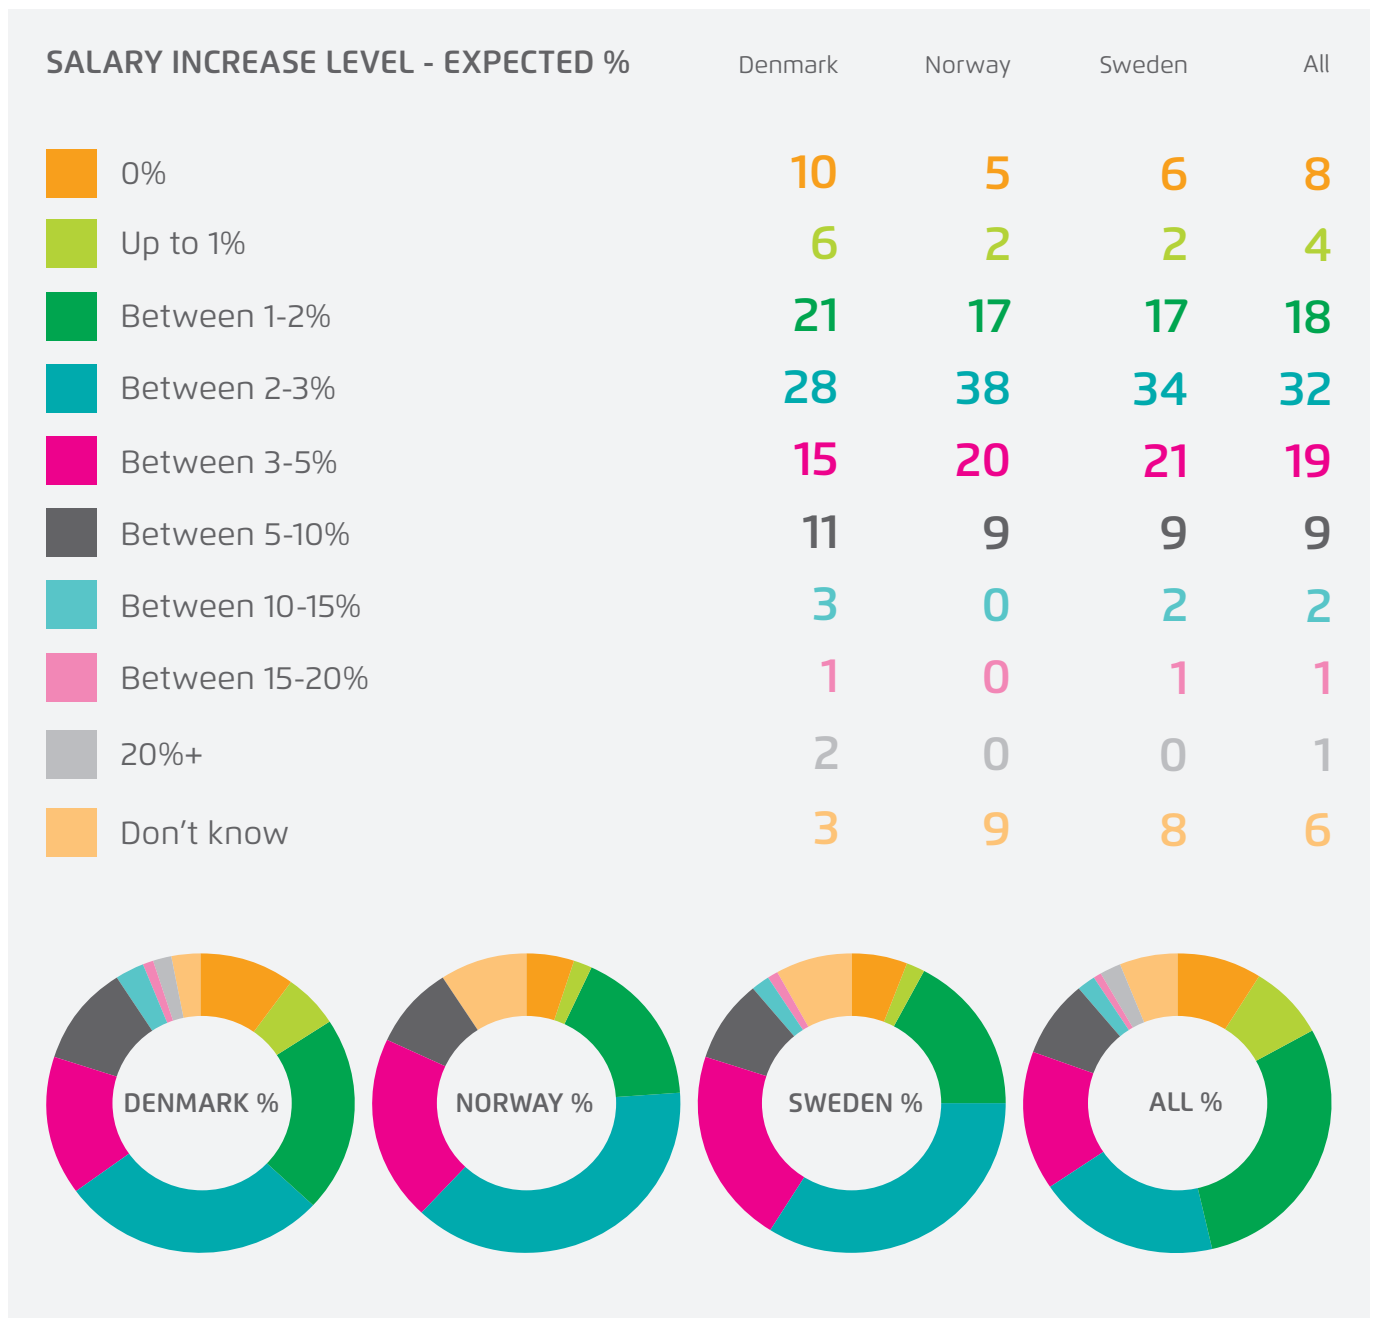 SALARY INCREASE LEVEL - EXPECTED % Denmark Norway Sweden All
0% 10 5 6 8
Up to 1% 6 2 2 4
Between 1-2% 21 17 17 18
Between 2-3% 28 38 34 32
Between 3-5% 15 20 21 19
Between 5-10% 11 9 9 9
Between 10-15% 3 0 2 2
Between 15-20% 1 0 1 1
20%+ 2 0 0 1
Don’t know 3 9 8 6
DENMARK % NORWAY % SWEDEN % ALL %